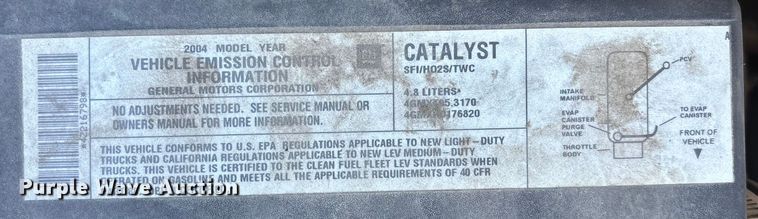 2004 MODEL YEAR
VEHICLE EMISSION CONTROL
INFORMATION
GENERAL MOTORS CORPORATION
NO ADJUSTMENTS NEEDED. SEE SERVICE MANUAL OR
OWNERS MANUAL FOR MORE INFORMATION.
CATALYST
SFI/HO2S/TWC
4.8 LITERS
THIS VEHICLE CONFORMS TO U.S. EPA REGULATIONS APPLICABLE TO NEW LIGHT-DUTY
TRUCKS AND CALIFORNIA REGULATIONS APPLICABLE TO NEW LEV MEDIUM-DUTY
TRUCKS. THIS VEHICLE IS CERTIFIED TO THE CLEAN FUEL FLEET LEV STANDARDS WHEN
OPERATED ON GASOLINE AND MEETS ALL THE APPLICABLE REQUIREMENTS OF 40 CFR
PCV
INTAKE
MANIFOLD
EVAP
CANISTER
PURGE
VALVE
THROTTLE
BODY
TO EVAP
CANISTER
FRONT OF
VEHICLE
A
Purple Wave Auction